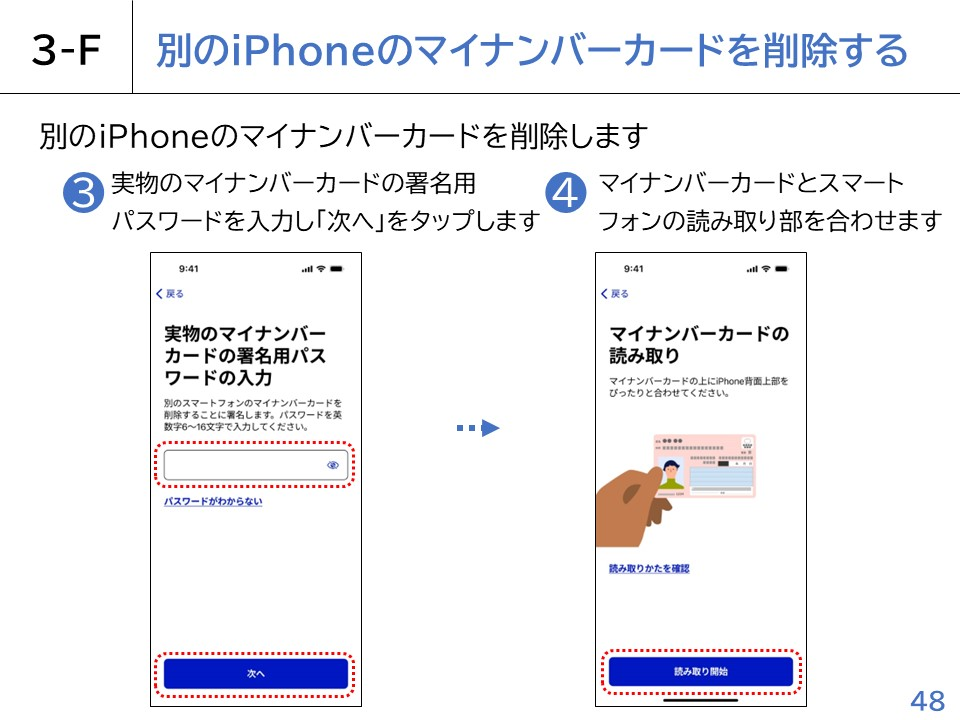 3-F
別のiPhoneのマイナンバーカードを削除する
別のiPhoneのマイナンバーカードを削除します
3
実物のマイナンバーカードの署名用
パスワードを入力し「次へ」をタップします
9:41
戻る
実物のマイナンバー
カードの署名用パス
ワードの入力
別のスマートフォンのマイナンバーカードを
削除することに署名します。パスワードを英
数字6〜16文字で入力してください。
パスワードがわからない
次へ
4
マイナンバーカードとスマート
フォンの読み取り部を合わせます
9:41
戻る
マイナンバーカードの
読み取り
マイナンバーカードの上にiPhone背面上部を
ぴったりと合わせてください。
読み取りかたを確認
読み取り開始
48